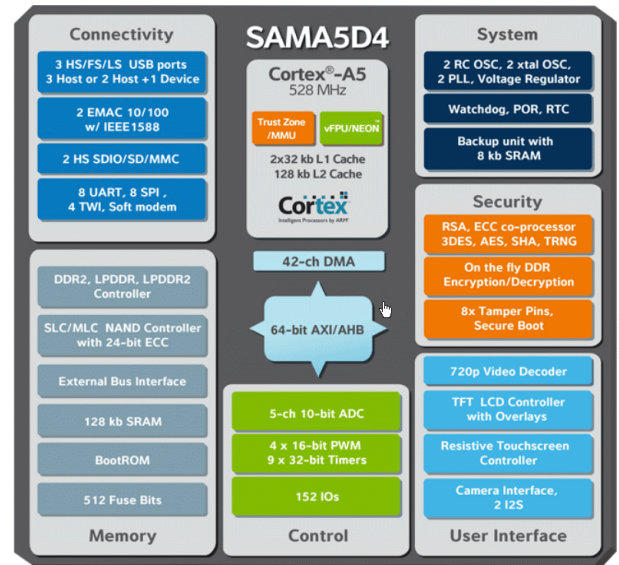 SAMA5D4
Connectivity
3 HS/FS/LS USB ports
3 Host or 2 Host +1 Device
2 EMAC 10/100
w/ IEEE1588
2 HS SDIO/SD/MMC
8 UART, 8 SPI ,
4 TWI, Soft modem
Cortex®-A5
528 MHz
Trust Zone
/MMU
vFPU/NEON™
2x32 kb L1 Cache
128 kb L2 Cache
Cortex
Intelligent Processors by ARM®
System
2 RC OSC, 2 xtal OSC,
2 PLL, Voltage Regulator
Watchdog, POR, RTC
Backup unit with
8 kb SRAM
Security
RSA, ECC co-processor
3DES, AES, SHA, TRNG
On the fly DDR
Encryption/Decryption
8x Tamper Pins,
Secure Boot
42-ch DMA
64-bit AXI/AHB
DDR2, LPDDR, LPDDR2
Controller
SLC/MLC NAND Controller
with 24-bit ECC
External Bus Interface
128 kb SRAM
BootROM
512 Fuse Bits
Memory
5-ch 10-bit ADC
4 x 16-bit PWM
9 x 32-bit Timers
152 IOs
Control
720p Video Decoder
TFT LCD Controller
with Overlays
Resistive Touchscreen
Controller
Camera Interface,
2 I2S
User Interface